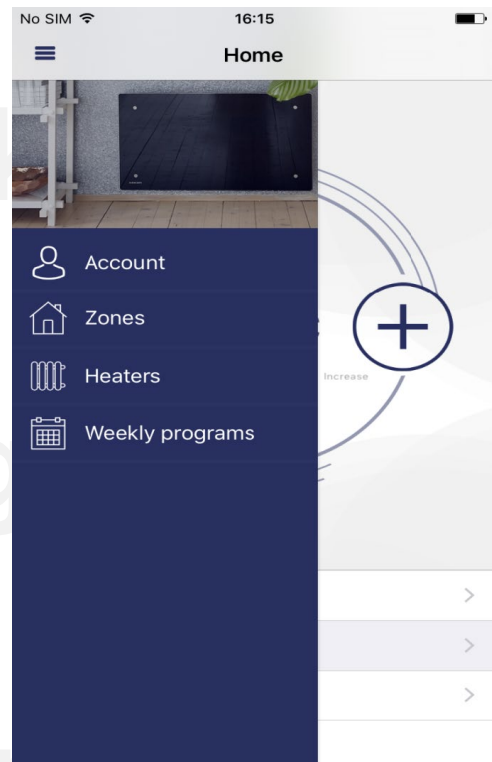 No SIM 16:15
Home
Account
Zones
Increase
Heaters
Weekly programs